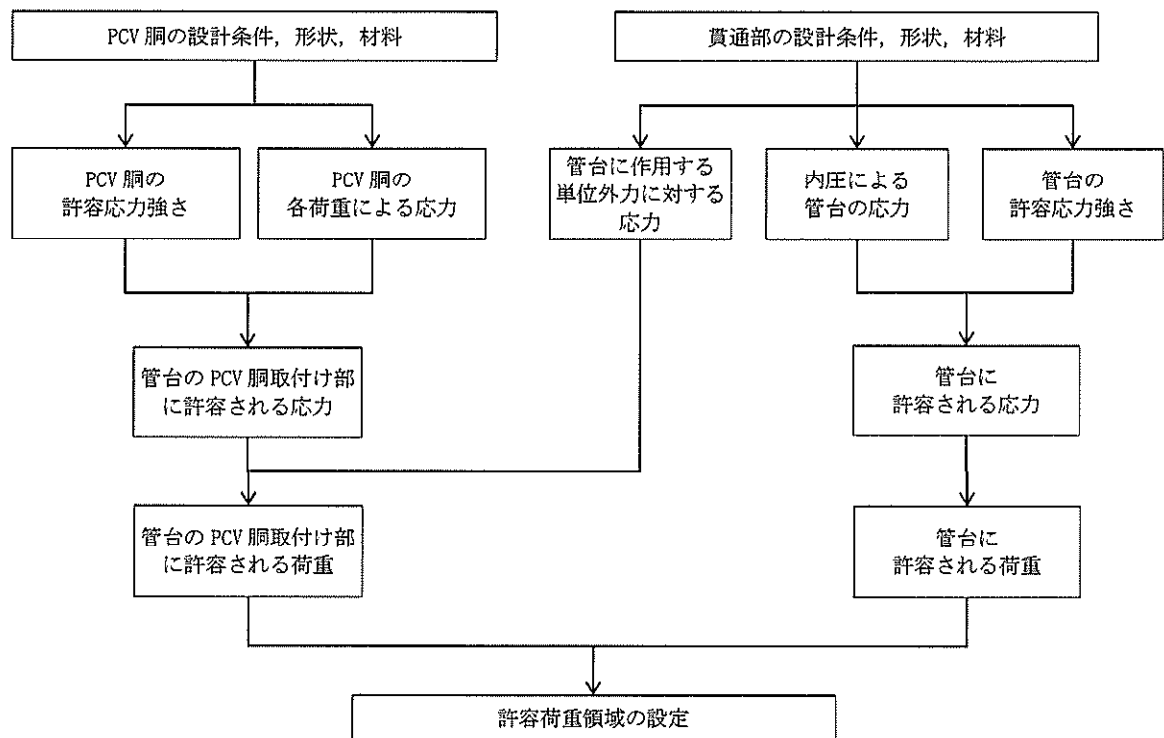 PCV 胴の設計条件, 形状, 材料
貫通部の設計条件, 形状, 材料
PCV 胴の
許容応力強さ
PCV 胴の
各荷重による応力
管台に作用する
単位外力に対する
応力
内圧による
管台の応力
管台の
許容応力強さ
管台の PCV 胴取付け部
に許容される応力
管台に
許容される応力
管台の PCV 胴取付け部
に許容される荷重
管台に
許容される荷重
許容荷重領域の設定